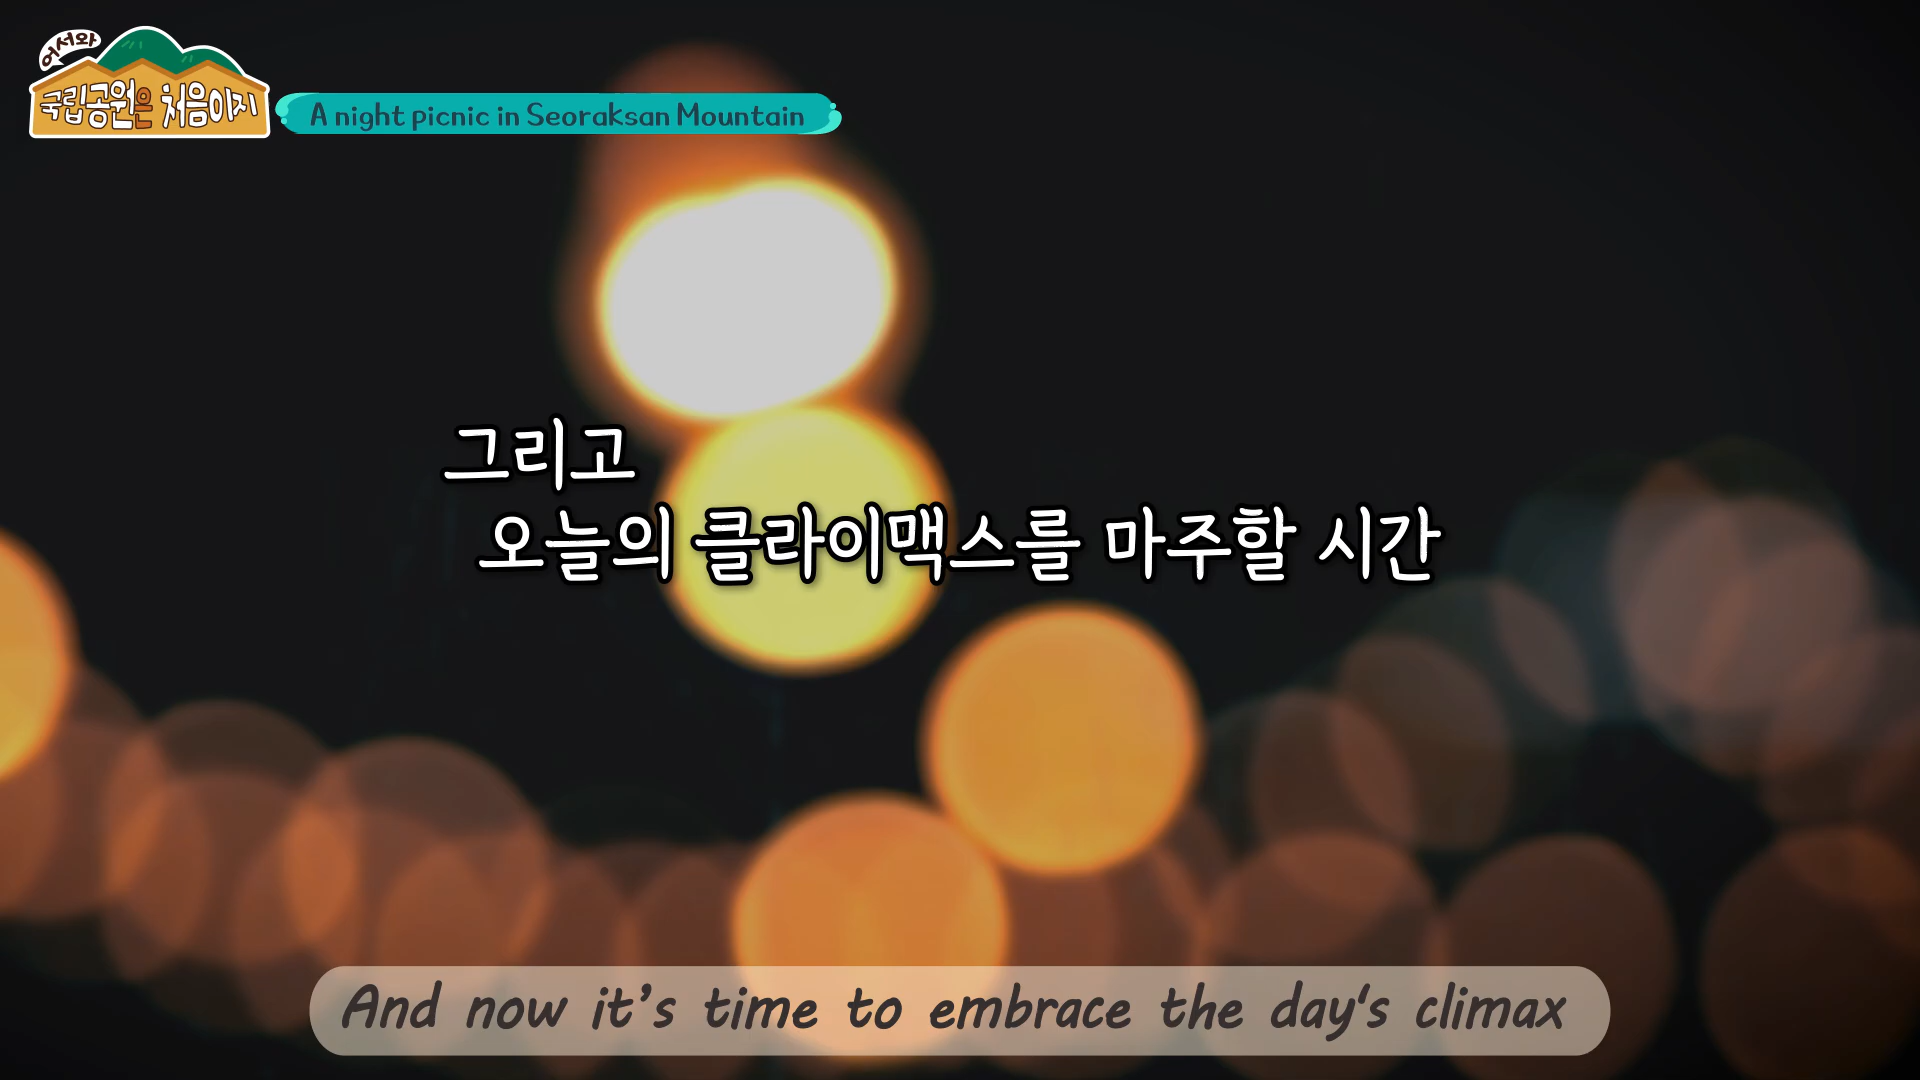 어서와
국립공원은 처음이지
A night picnic in Seoraksan Mountain
그리고
오늘의 클라이맥스를 마주할 시간
And now it’s time to embrace the day's climax